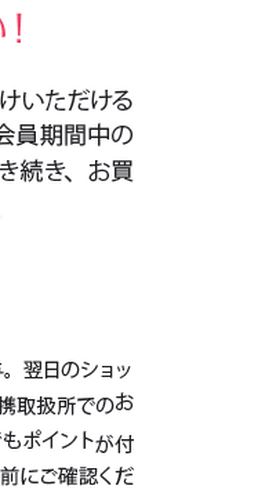 い！
けいただける
会員期間中の
き続き、お買
。翌日のショッ
携取扱所でのお
でもポイントが付
前にご確認くだ